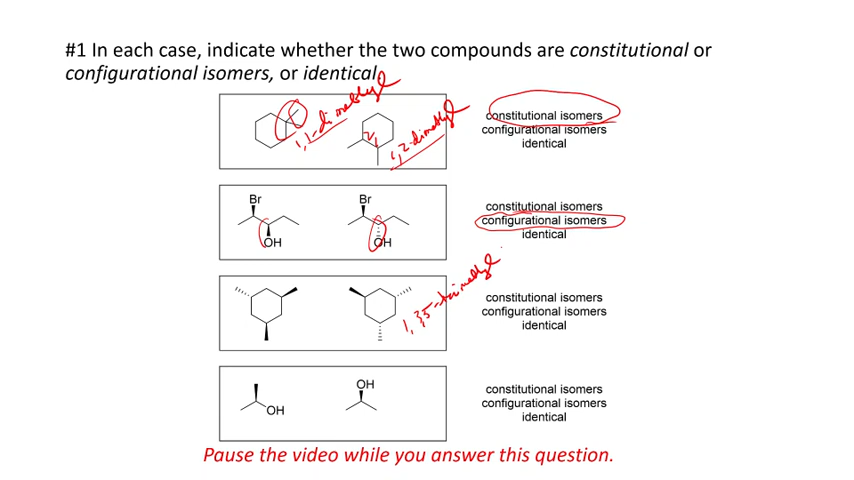 #1 In each case, indicate whether the two compounds are constitutional or
configurational isomers, or identical
1,1-dimethyl
2
1
1,2-dimethyl
constitutional isomers
configurational isomers
identical
Br
OH
Br
OH
constitutional isomers
configurational isomers
identical
1,3,5-trimethyl
constitutional isomers
configurational isomers
identical
OH
OH
constitutional isomers
configurational isomers
identical
Pause the video while you answer this question.